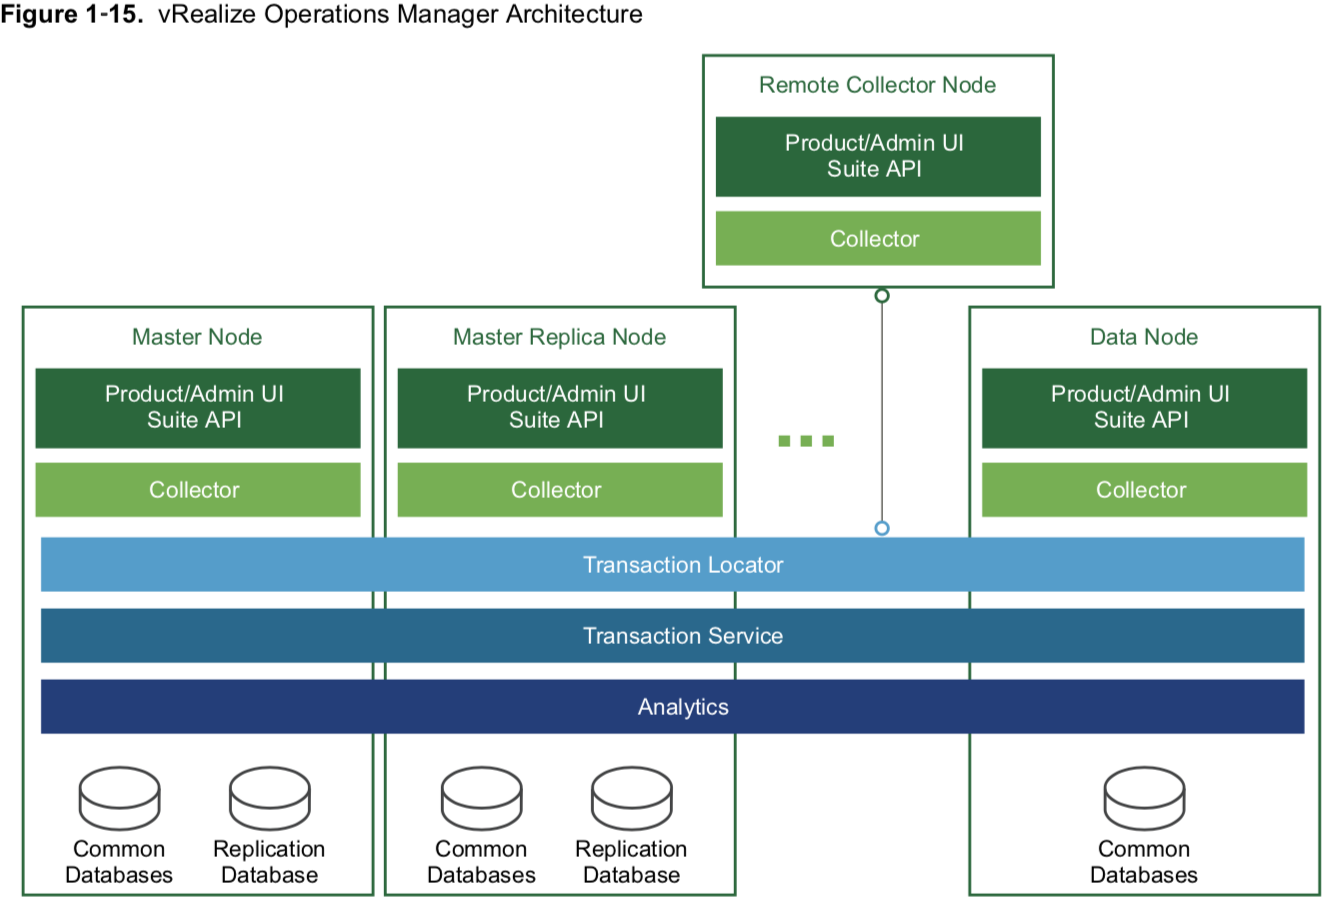 Figure 1-15. vRealize Operations Manager Architecture
Remote Collector Node
Product/Admin UI
Suite API
Collector
Master Node
Product/Admin UI
Suite API
Collector
Master Replica Node
Product/Admin UI
Suite API
Collector
Data Node
Product/Admin UI
Suite API
Collector
Transaction Locator
Transaction Service
Analytics
Common
Databases
Replication
Database
Common
Databases
Replication
Database
Common
Databases